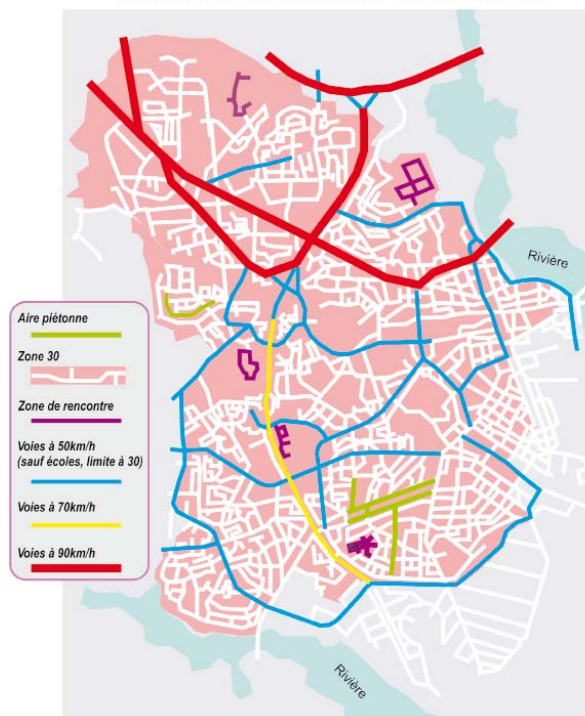 Rivière
Aire piétonne
Zone 30
Zone de rencontre
Voies à 50km/h
(sauf écoles, limite à 30)
Voies à 70km/h
Voies à 90km/h
Rivière